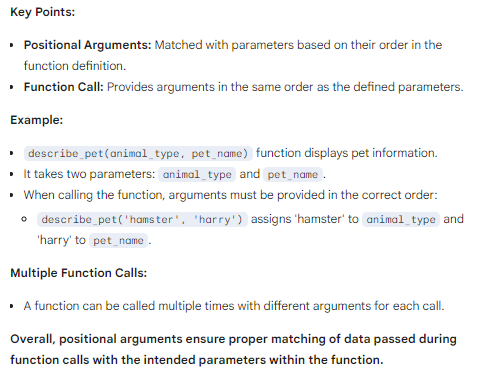 Key Points:
• Positional Arguments: Matched with parameters based on their order in the
function definition.
• Function Call: Provides arguments in the same order as the defined parameters.
Example:
• describe_pet(animal_type, pet_name) function displays pet information.
• It takes two parameters: animal_type and pet_name .
• When calling the function, arguments must be provided in the correct order:
○ describe_pet('hamster', 'harry') assigns 'hamster' to animal_type and
'harry' to pet_name .
Multiple Function Calls:
• A function can be called multiple times with different arguments for each call.
Overall, positional arguments ensure proper matching of data passed during
function calls with the intended parameters within the function.